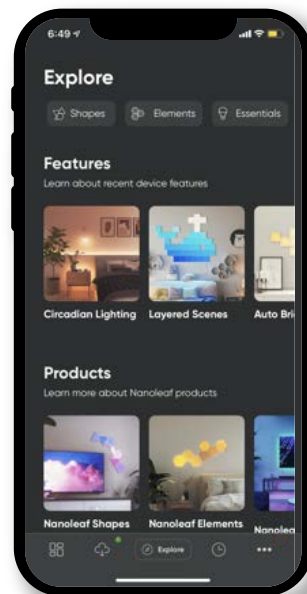 6:49
Explore
Shapes Elements Essentials
Features
Learn about recent device features
Circadian Lighting Layered Scenes Auto Bri
Products
Learn more about Nanoleaf products
Nanoleaf Shapes Nanoleaf Elements Nanolea
Explore